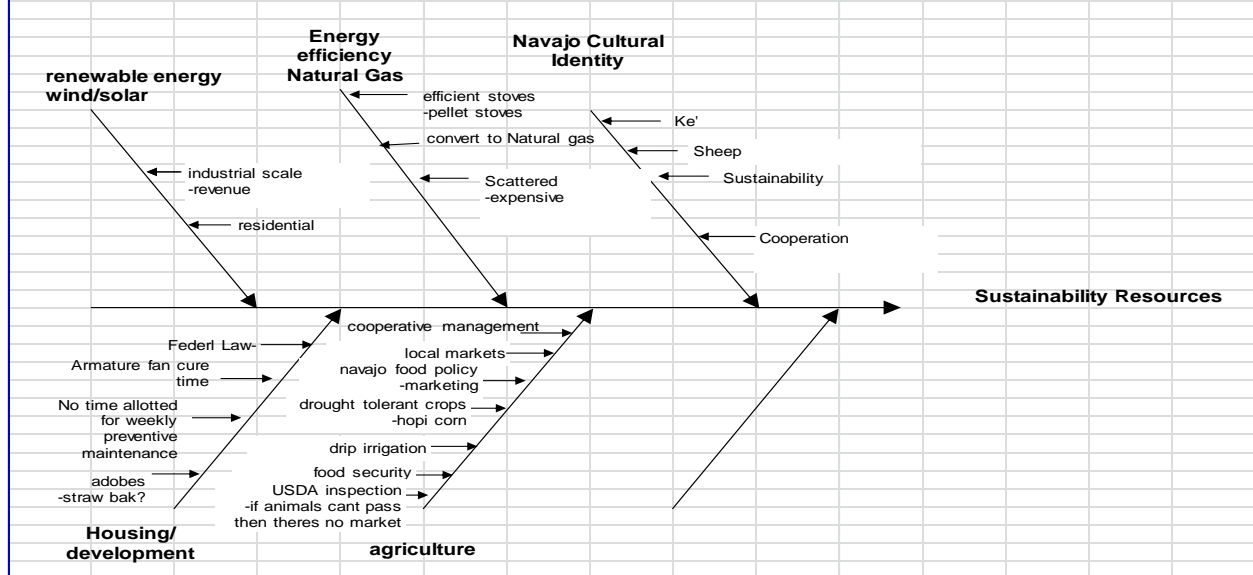 Energy
efficiency
Natural Gas
Navajo Cultural
Identity
renewable energy
wind/solar
efficient stoves
-pellet stoves
convert to Natural gas
Scattered
-expensive
industrial scale
-revenue
residential
Ke'
Sheep
Sustainability
Cooperation
Sustainability Resources
Federl Law-
Armature fan cure
time
No time allotted
for weekly
preventive
maintenance
adobes
-straw bak?
Housing/
development
cooperative management
local markets
navajo food policy
-marketing
drought tolerant crops
-hopi corn
drip irrigation
food security
USDA inspection
-if animals cant pass
then theres no market
agriculture